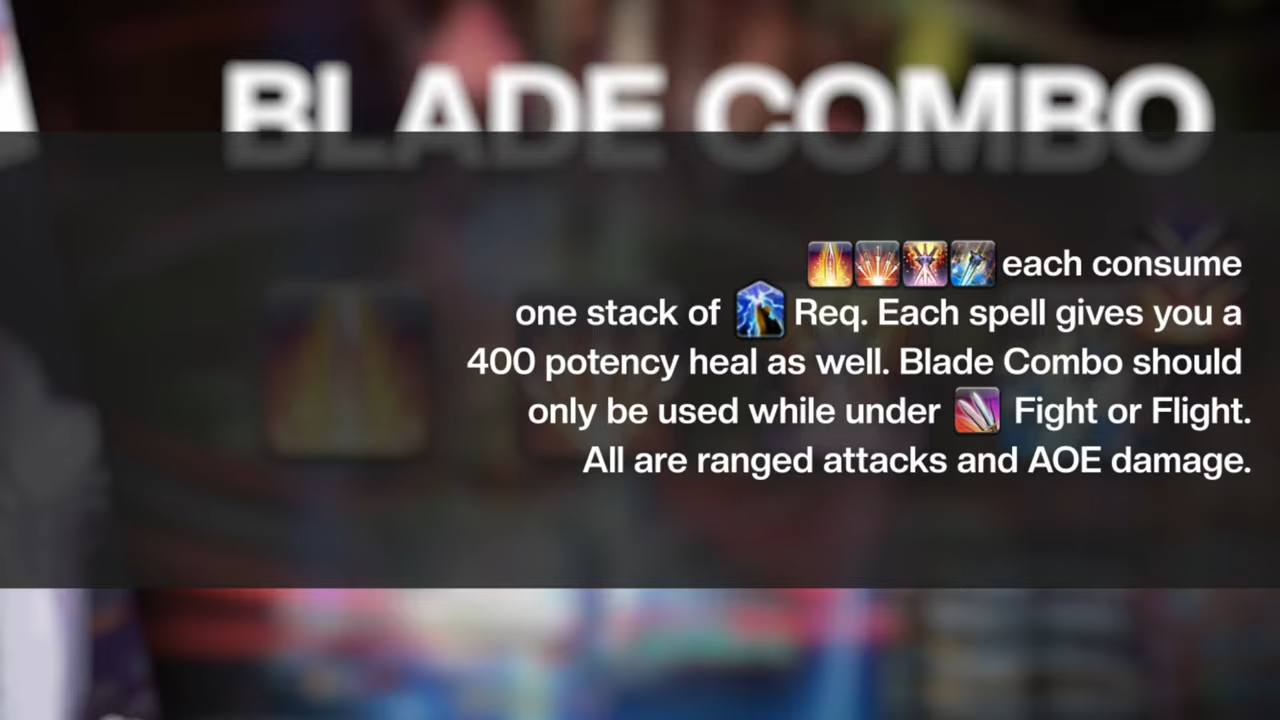 BLADE COMBO
each consume
one stack of Req. Each spell gives you a
400 potency heal as well. Blade Combo should
only be used while under Fight or Flight.
All are ranged attacks and AOE damage.